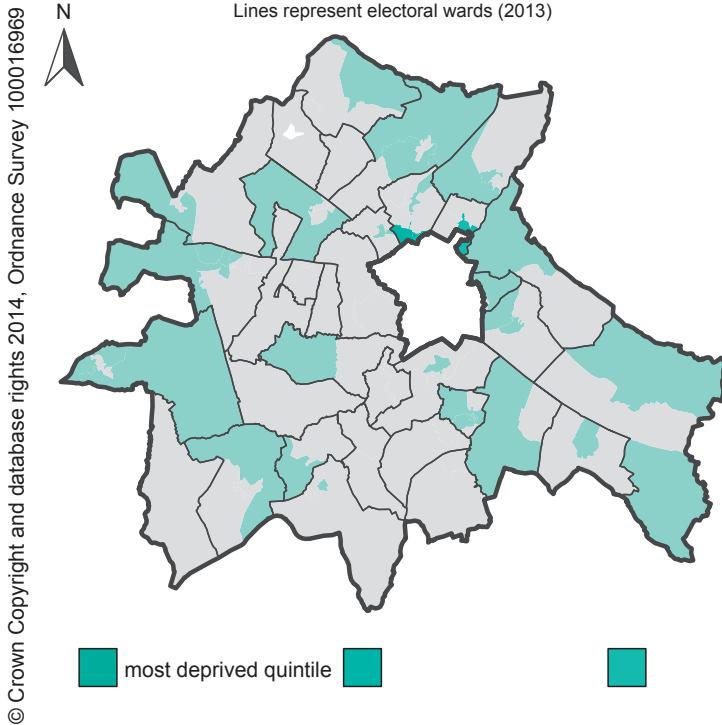 Lines represent electoral wards (2013)
N
© Crown Copyright and database rights 2014, Ordnance Survey 100016969
most deprived quintile